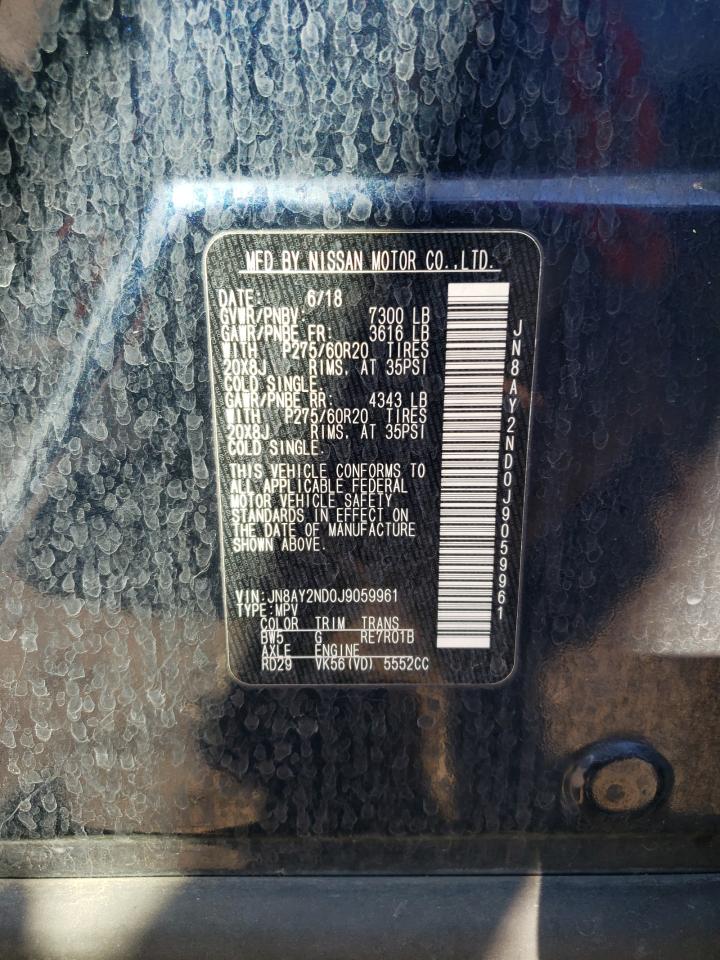 MFD BY NISSAN MOTOR CO.,LTD.
DATE: 6/18
GVWR/PNBV: 7300 LB
GAWR/PNBE FR: 3616 LB
WITH P275/60R20 TIRES
20X8J RIMS, AT 35PSI
COLD SINGLE.
GAWR/PNBE RR: 4343 LB
WITH P275/60R20 TIRES
20X8J RIMS, AT 35PSI
COLD SINGLE.
THIS VEHICLE CONFORMS TO
ALL APPLICABLE FEDERAL
MOTOR VEHICLE SAFETY
STANDARDS IN EFFECT ON
THE DATE OF MANUFACTURE
SHOWN ABOVE.
VIN:JN8AY2ND0J9059961
TYPE:MPV
COLOR TRIM TRANS
BW5 G RE7R01B
AXLE ENGINE
RD29 VK56(VD) 5552CC
JN8AY2ND0J9059961